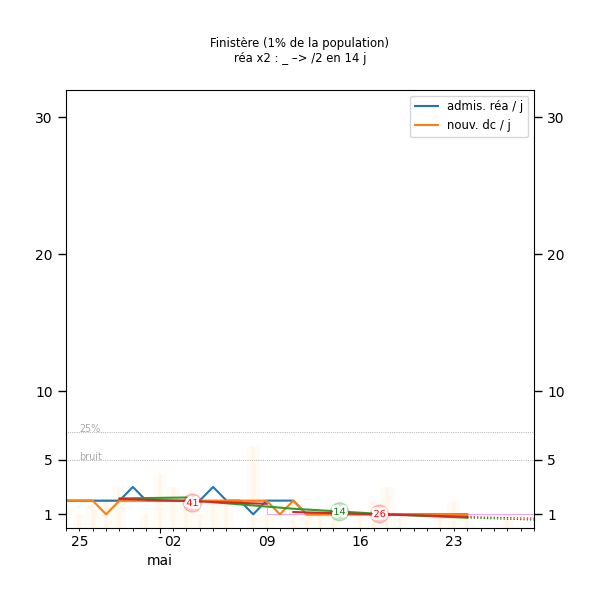 Finistère (1% de la population)
réa x2 : _ –> /2 en 14 j
admis. réa / j
nouv. dc / j
30 30
20 20
10 10
25%
5 bruit 5
1 41 14 26 1
25 02 09 16 23
mai